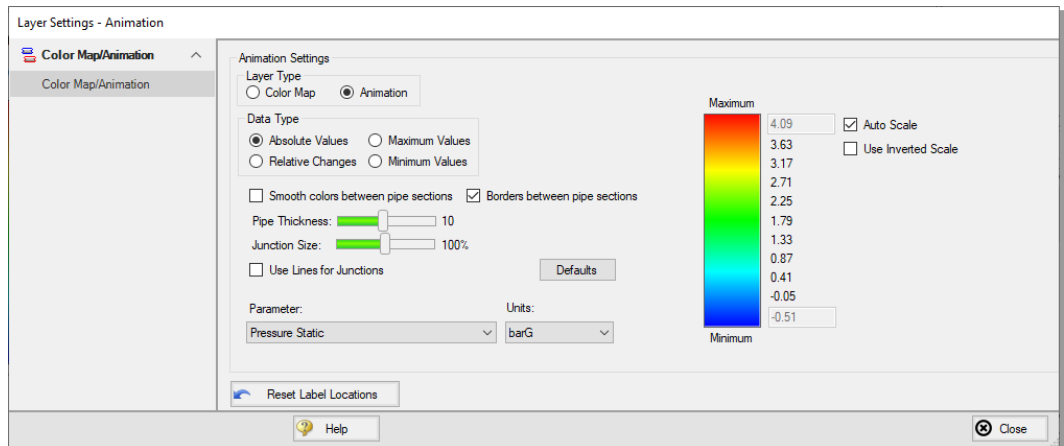 Layer Settings - Animation
Color Map/Animation
Color Map/Animation
Animation Settings
Layer Type
Color Map
Animation
Data Type
Absolute Values
Maximum Values
Relative Changes
Minimum Values
Smooth colors between pipe sections
Borders between pipe sections
Pipe Thickness:
10
Junction Size:
100%
Use Lines for Junctions
Defaults
Parameter:
Units:
Pressure Static
barG
Maximum
4.09
3.63
3.17
2.71
2.25
1.79
1.33
0.87
0.41
-0.05
-0.51
Minimum
Auto Scale
Use Inverted Scale
Reset Label Locations
Help
Close